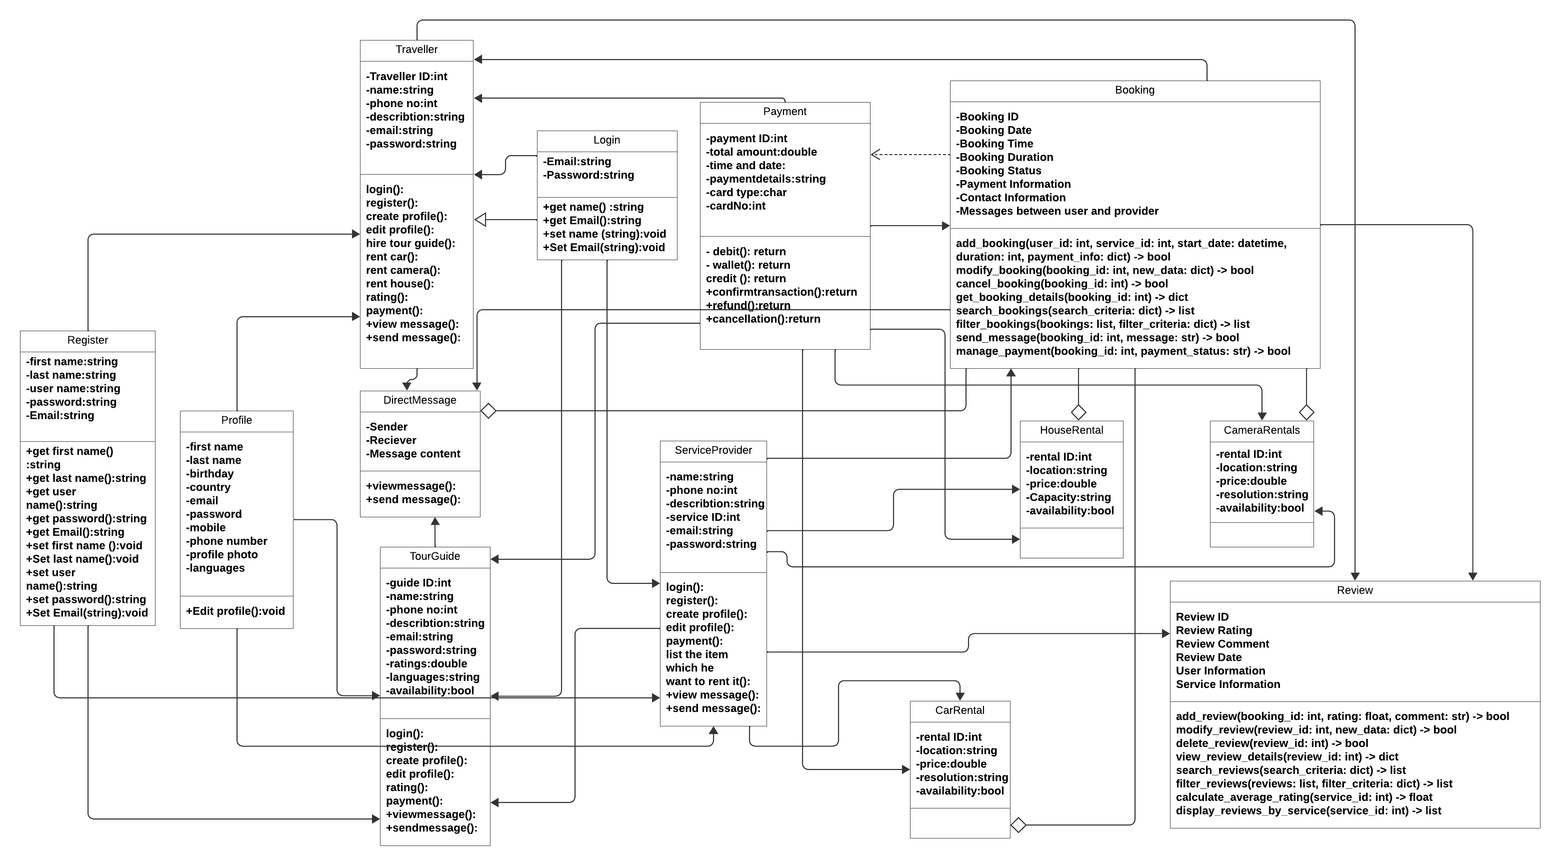 Traveller
-Traveller ID:int
-name:string
-phone no:int
-describtion:string
-email:string
-password:string
login():
register():
create profile():
edit profile():
hire tour guide():
rent car():
rent camera():
rent house():
rating():
payment():
+view message():
+send message():
Login
-Email:string
-Password:string
+get name() :string
+get Email():string
+set name (string):void
+Set Email(string):void
Payment
-payment ID:int
-total amount:double
-time and date:
-paymentdetails:string
-card type:char
-cardNo:int
- debit(): return
- wallet(): return
credit (): return
+confirmtransaction():return
+refund():return
+cancellation():return
Booking
-Booking ID
-Booking Date
-Booking Time
-Booking Duration
-Booking Status
-Payment Information
-Contact Information
-Messages between user and provider
add_booking(user_id: int, service_id: int, start_date: datetime,
duration: int, payment_info: dict) -> bool
modify_booking(booking_id: int, new_data: dict) -> bool
cancel_booking(booking_id: int) -> bool
get_booking_details(booking_id: int) -> dict
search_bookings(search_criteria: dict) -> list
filter_bookings(bookings: list, filter_criteria: dict) -> list
send_message(booking_id: int, message: str) -> bool
manage_payment(booking_id: int, payment_status: str) -> bool
Register
-first name:string
-last name:string
-user name:string
-password:string
-Email:string
+get first name()
:string
+get last name():string
+get user
name():string
+get password():string
+get Email():string
+set first name ():void
+Set last name():void
+set user
name():string
+set password():string
+Set Email(string):void
Profile
-first name
-last name
-birthday
-country
-email
-password
-mobile
-phone number
-profile photo
-languages
+Edit profile():void
DirectMessage
-Sender
-Reciever
-Message content
+viewmessage():
+send message():
TourGuide
-guide ID:int
-name:string
-phone no:int
-describtion:string
-email:string
-password:string
-ratings:double
-languages:string
-availability:bool
login():
register():
create profile():
edit profile():
rating():
payment():
+viewmessage():
+sendmessage():
ServiceProvider
-name:string
-phone no:int
-describtion:string
-service ID:int
-email:string
-password:string
login():
register():
create profile():
edit profile():
payment():
list the item
which he
want to rent it():
+view message():
+send message():
HouseRental
-rental ID:int
-location:string
-price:double
-Capacity:string
-availability:bool
CameraRentals
-rental ID:int
-location:string
-price:double
-resolution:string
-availability:bool
CarRental
-rental ID:int
-location:string
-price:double
-resolution:string
-availability:bool
Review
Review ID
Review Rating
Review Comment
Review Date
User Information
Service Information
add_review(booking_id: int, rating: float, comment: str) -> bool
modify_review(review_id: int, new_data: dict) -> bool
delete_review(review_id: int) -> bool
view_review_details(review_id: int) -> dict
search_reviews(search_criteria: dict) -> list
filter_reviews(reviews: list, filter_criteria: dict) -> list
calculate_average_rating(service_id: int) -> float
display_reviews_by_service(service_id: int) -> list